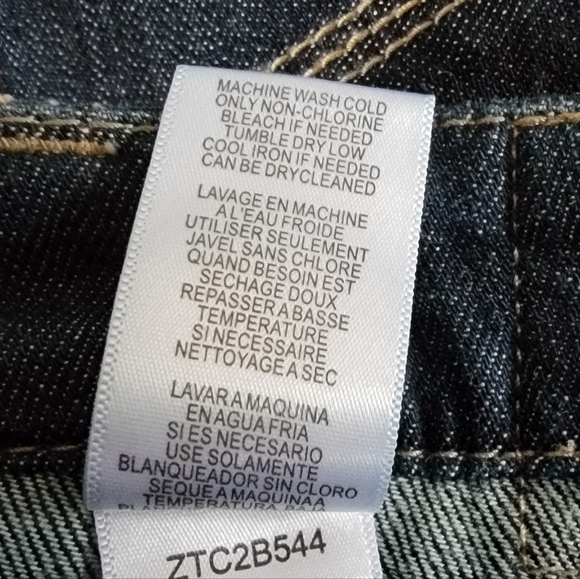 MACHINE WASH COLD
ONLY NON-CHLORINE
BLEACH IF NEEDED
TUMBLE DRY LOW
COOL IRON IF NEEDED
CAN BE DRYCLEANED
LAVAGE EN MACHINE
A L'EAU FROIDE
UTILISER SEULEMENT
JAVEL SANS CHLORE
QUAND BESOIN EST
SECHAGE DOUX
REPASSER A BASSE
TEMPERATURE
SI NECESSAIRE
NETTOYAGE A SEC
LAVAR A MAQUINA
EN AGUA FRIA
SI ES NECESARIO
USE SOLAMENTE
BLANQUEADOR SIN CLORO
SEQUE A MAQUINA A
TEMPERATURA
ZTC2B544